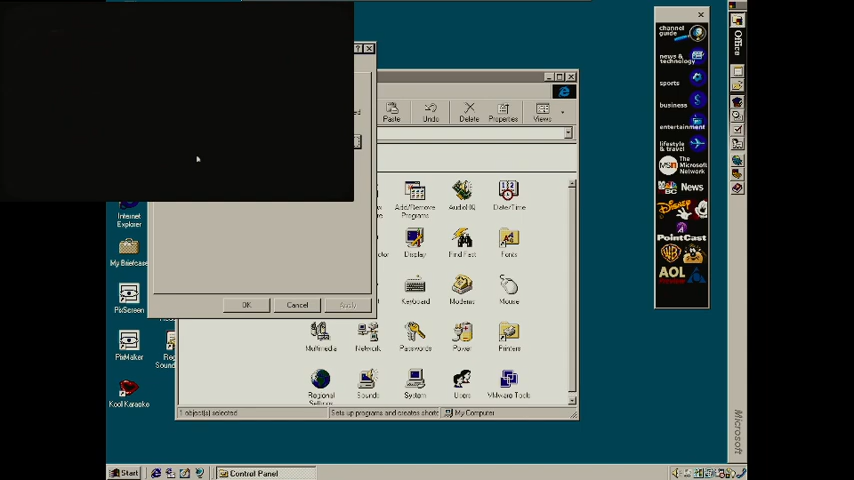 Paste
Undo
Delete
Properties
Views
Add/Remove
Programs
AudioHQ
Date/Time
Display
Find Fast
Fonts
Keyboard
Modems
Mouse
Multimedia
Network
Passwords
Power
Printers
Regional
Settings
Sounds
System
Users
VMware Tools
OK
Cancel
Apply
Internet
Explorer
My Briefcase
PixScreen
PixMaker
Kool Karaoke
1 object(s) selected
Sets up programs and creates shortc
My Computer
Start
Control Panel
channel
guide
news &
technology
sports
business
entertainment
lifestyle
& travel
msn
The
Microsoft
Network
News
Disney
PointCast
WB
AOL
Office
Microsoft